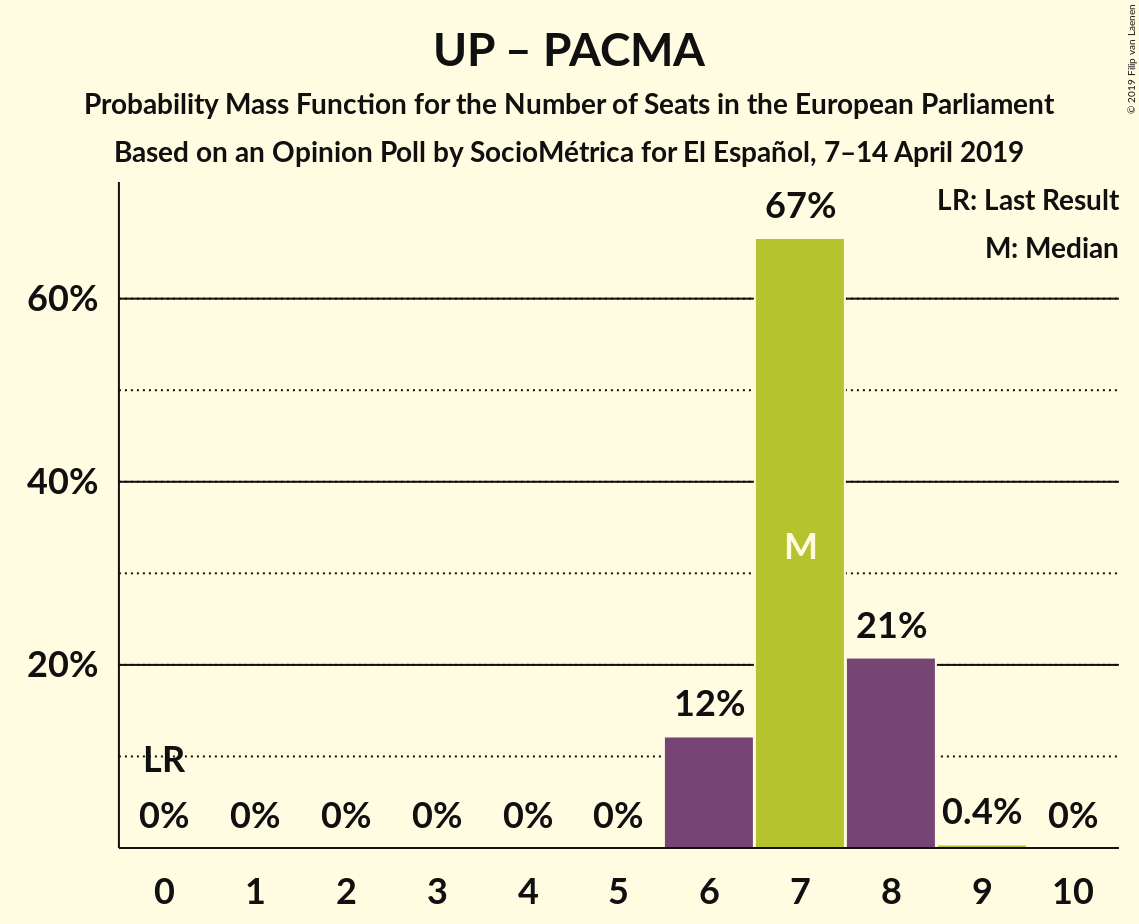 UP – PACMA
Probability Mass Function for the Number of Seats in the European Parliament
Based on an Opinion Poll by SocioMétrica for El Español, 7–14 April 2019
© 2019 Filip van Laenen
LR: Last Result
M: Median
67%
60%
40%
M
21%
20%
12%
LR
0% 0% 0% 0% 0% 0% 0.4% 0%
0 1 2 3 4 5 6 7 8 9 10